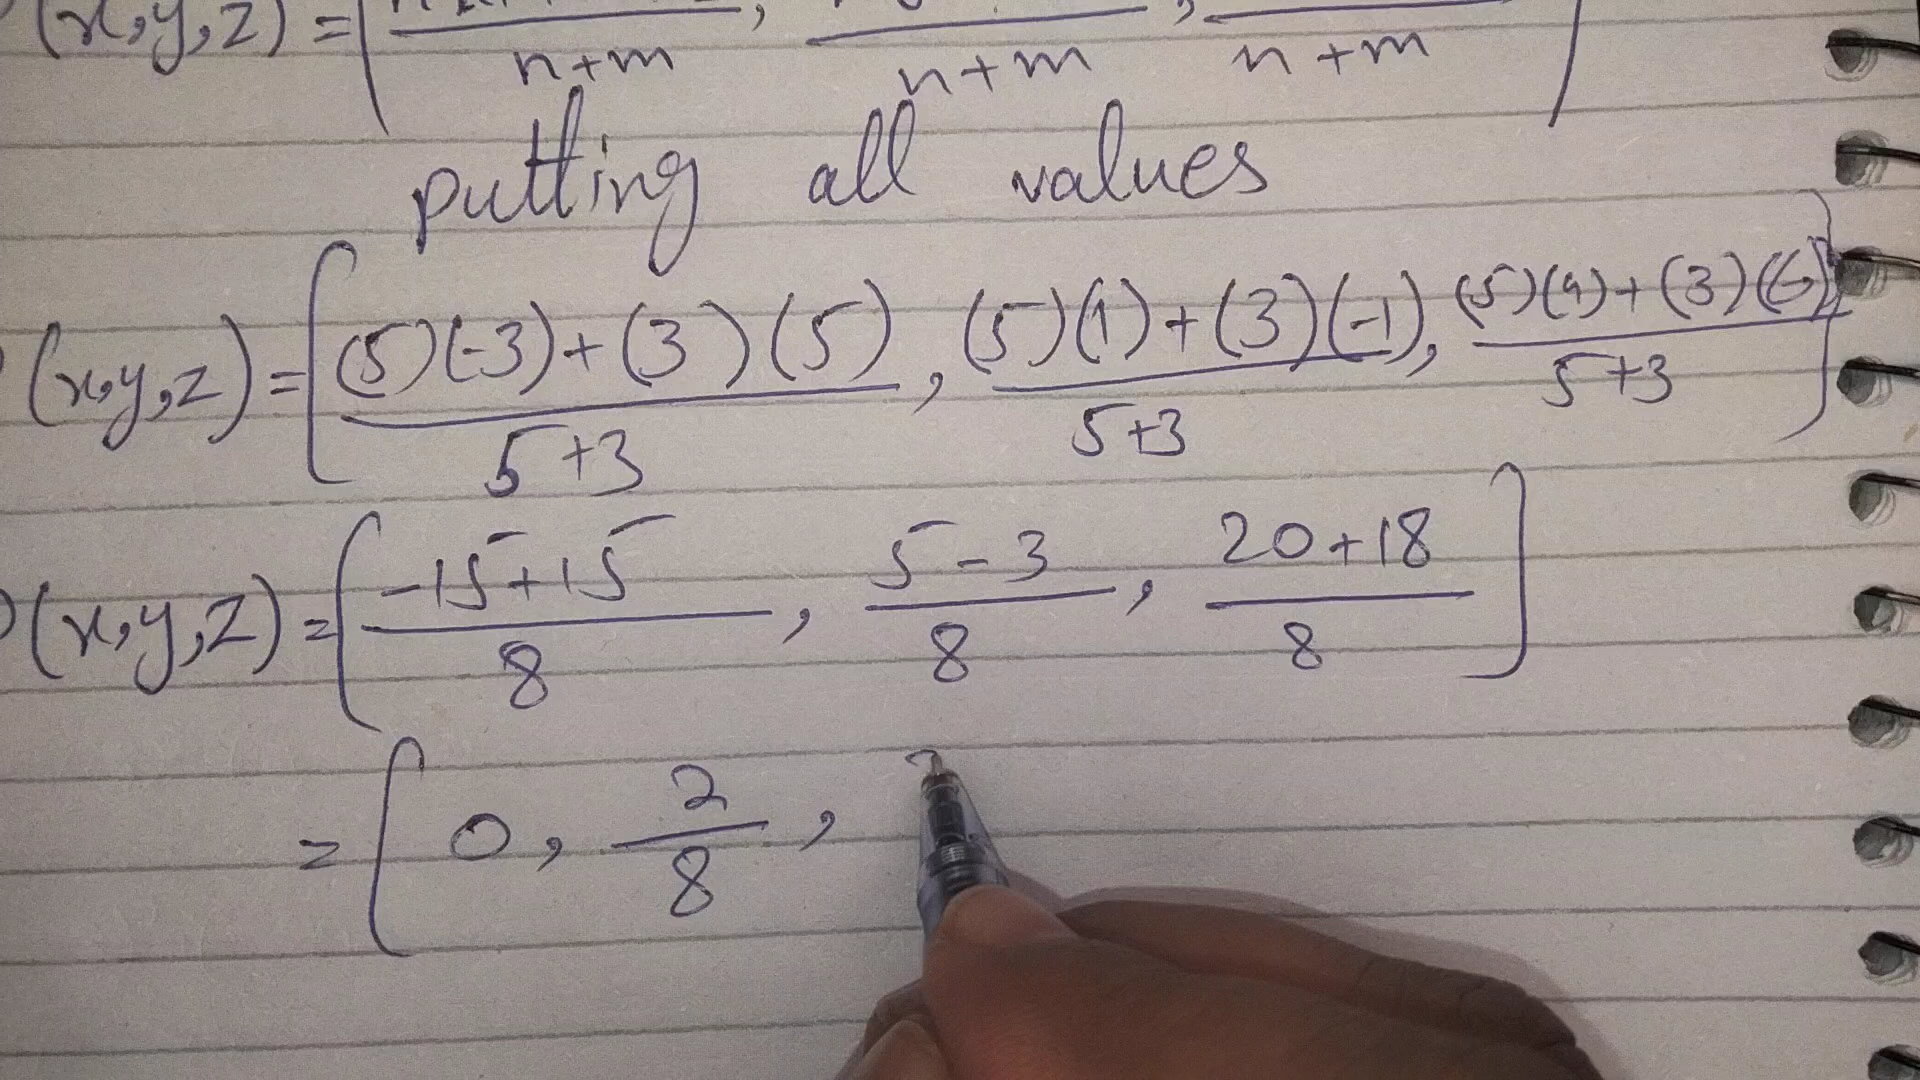 (x,y,z) = [ / n+m , / n+m , / n+m ]
putting all values
(x,y,z) = [ (5)(-3)+(3)(5) / 5+3 , (5)(1)+(3)(-1) / 5+3 , (5)(4)+(3)(6) / 5+3 ]
(x,y,z) = [ -15+15 / 8 , 5-3 / 8 , 20+18 / 8 ]
= [ 0, 2/8 ,